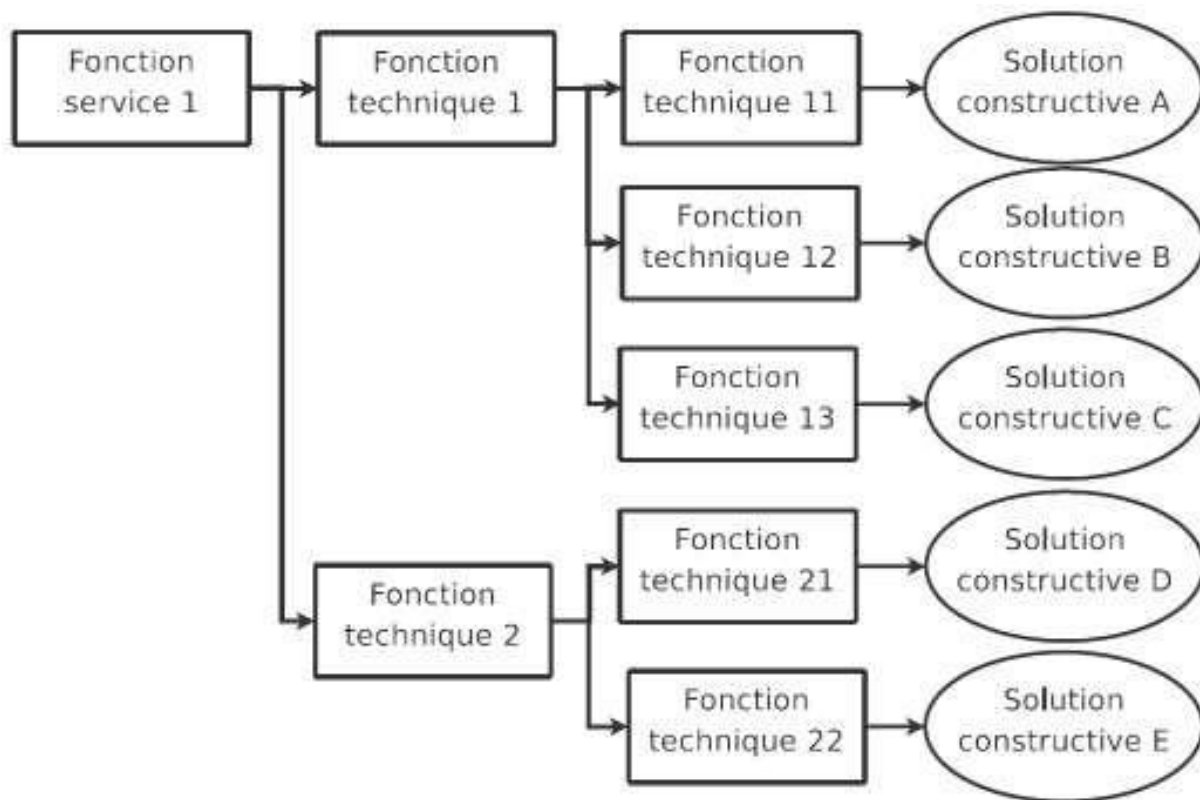 Fonction
service 1
Fonction
technique 1
Fonction
technique 11
Solution
constructive A
Fonction
technique 12
Solution
constructive B
Fonction
technique 13
Solution
constructive C
Fonction
technique 2
Fonction
technique 21
Solution
constructive D
Fonction
technique 22
Solution
constructive E